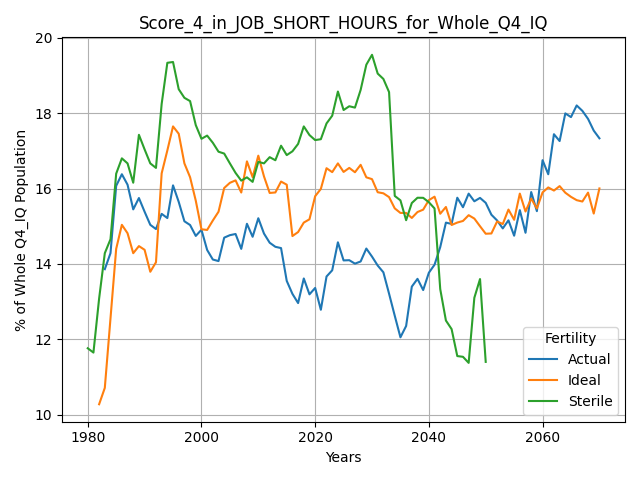 Score_4_in_JOB_SHORT_HOURS_for_Whole_Q4_IQ
% of Whole Q4_IQ Population
20
18
16
14
12
10
1980
2000
2020
2040
2060
Years
Fertility
Actual
Ideal
Sterile